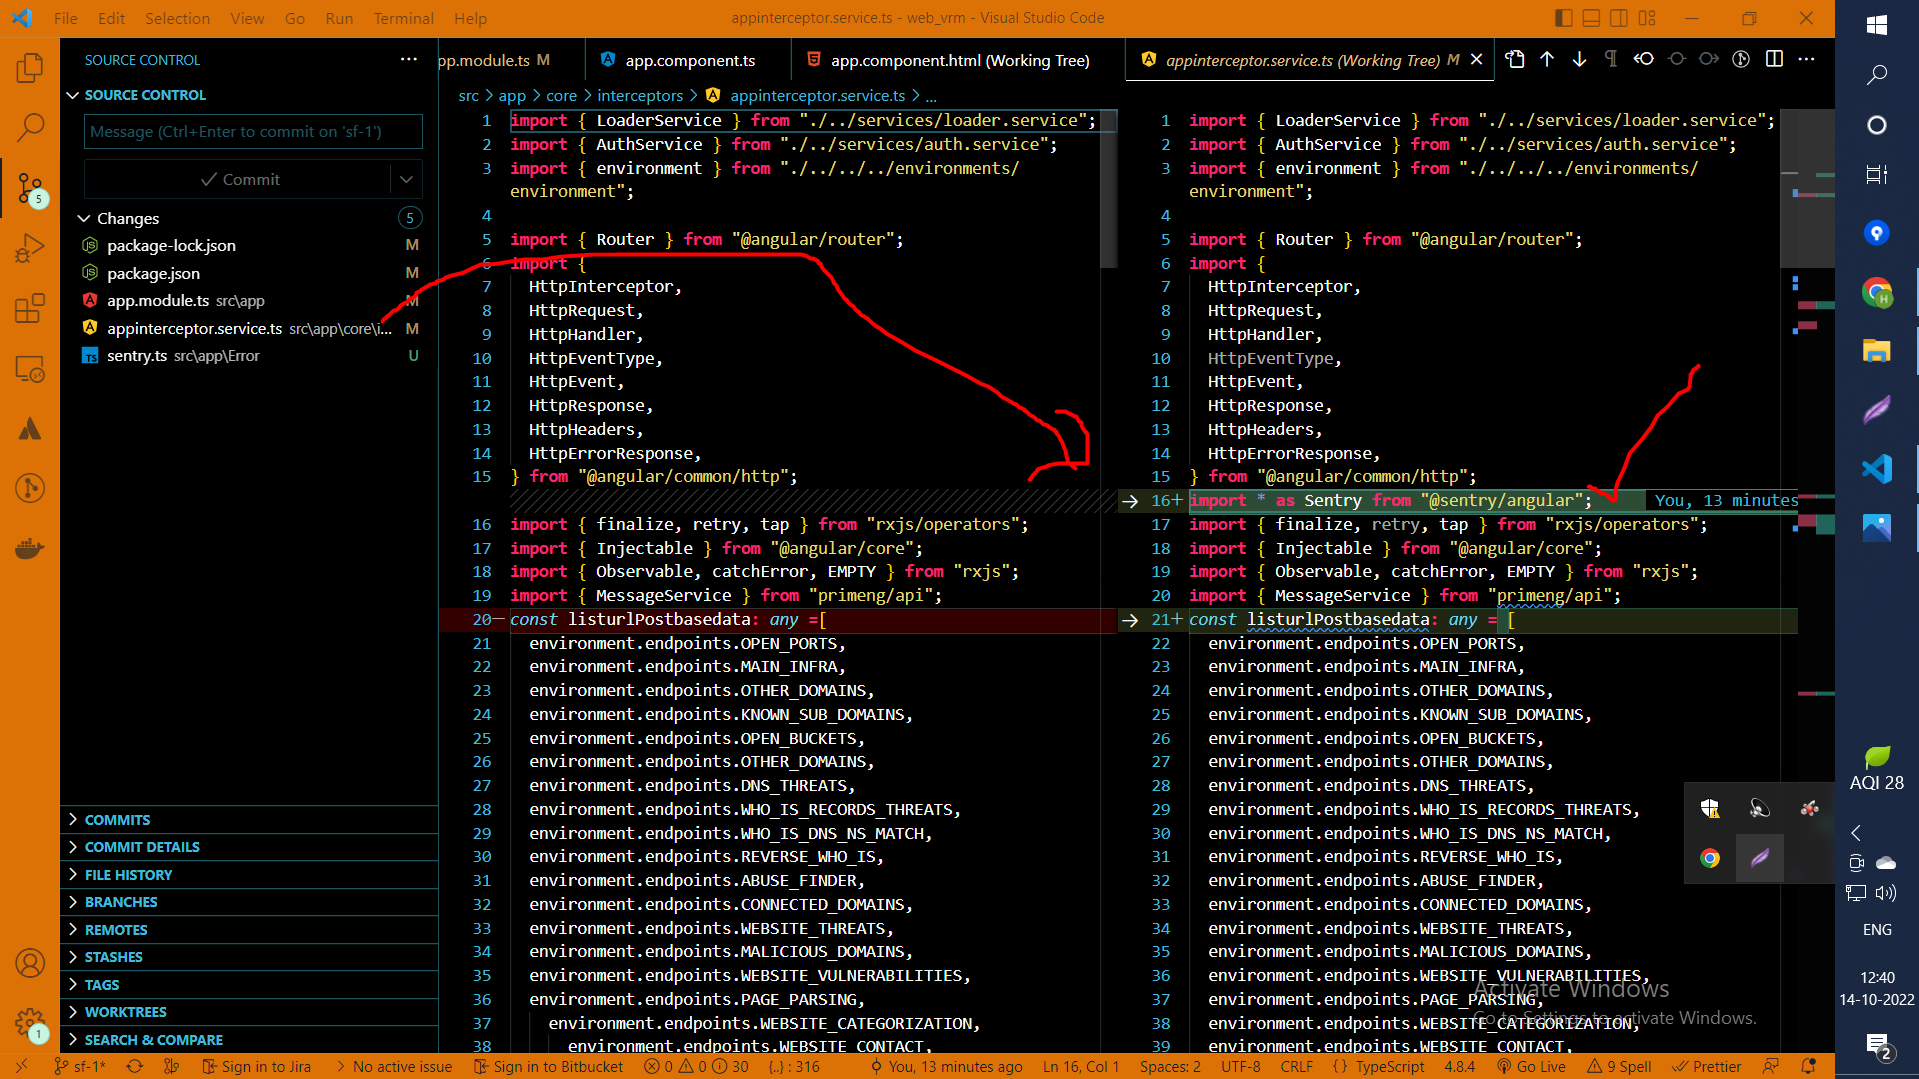 File Edit Selection View Go Run Terminal Help
appinterceptor.service.ts - web_vrm - Visual Studio Code
SOURCE CONTROL
SOURCE CONTROL
Message (Ctrl+Enter to commit on 'sf-1')
Commit
Changes 5
package-lock.json M
package.json M
app.module.ts src\app M
appinterceptor.service.ts src\app\core\i... M
sentry.ts src\app\Error U
COMMITS
COMMIT DETAILS
FILE HISTORY
BRANCHES
REMOTES
STASHES
TAGS
WORKTREES
SEARCH & COMPARE
5
1
pp.module.ts M
app.component.ts
app.component.html (Working Tree)
appinterceptor.service.ts (Working Tree) M
src > app > core > interceptors > appinterceptor.service.ts > ...
1 import { LoaderService } from "./../services/loader.service";
2 import { AuthService } from "./../services/auth.service";
3 import { environment } from "./../../../environments/
environment";
4
5 import { Router } from "@angular/router";
6 import {
7 HttpInterceptor,
8 HttpRequest,
9 HttpHandler,
10 HttpEventType,
11 HttpEvent,
12 HttpResponse,
13 HttpHeaders,
14 HttpErrorResponse,
15 } from "@angular/common/http";
16 import { finalize, retry, tap } from "rxjs/operators";
17 import { Injectable } from "@angular/core";
18 import { Observable, catchError, EMPTY } from "rxjs";
19 import { MessageService } from "primeng/api";
20— const listurlPostbasedata: any =[
21 environment.endpoints.OPEN_PORTS,
22 environment.endpoints.MAIN_INFRA,
23 environment.endpoints.OTHER_DOMAINS,
24 environment.endpoints.KNOWN_SUB_DOMAINS,
25 environment.endpoints.OPEN_BUCKETS,
26 environment.endpoints.OTHER_DOMAINS,
27 environment.endpoints.DNS_THREATS,
28 environment.endpoints.WHO_IS_RECORDS_THREATS,
29 environment.endpoints.WHO_IS_DNS_NS_MATCH,
30 environment.endpoints.REVERSE_WHO_IS,
31 environment.endpoints.ABUSE_FINDER,
32 environment.endpoints.CONNECTED_DOMAINS,
33 environment.endpoints.WEBSITE_THREATS,
34 environment.endpoints.MALICIOUS_DOMAINS,
35 environment.endpoints.WEBSITE_VULNERABILITIES,
36 environment.endpoints.PAGE_PARSING,
37 environment.endpoints.WEBSITE_CATEGORIZATION,
38 environment.endpoints.WEBSITE_CONTACT,
1 import { LoaderService } from "./../services/loader.service";
2 import { AuthService } from "./../services/auth.service";
3 import { environment } from "./../../../environments/
environment";
4
5 import { Router } from "@angular/router";
6 import {
7 HttpInterceptor,
8 HttpRequest,
9 HttpHandler,
10 HttpEventType,
11 HttpEvent,
12 HttpResponse,
13 HttpHeaders,
14 HttpErrorResponse,
15 } from "@angular/common/http";
16+ import * as Sentry from "@sentry/angular"; You, 13 minutes
17 import { finalize, retry, tap } from "rxjs/operators";
18 import { Injectable } from "@angular/core";
19 import { Observable, catchError, EMPTY } from "rxjs";
20 import { MessageService } from "primeng/api";
21+ const listurlPostbasedata: any = [
22 environment.endpoints.OPEN_PORTS,
23 environment.endpoints.MAIN_INFRA,
24 environment.endpoints.OTHER_DOMAINS,
25 environment.endpoints.KNOWN_SUB_DOMAINS,
26 environment.endpoints.OPEN_BUCKETS,
27 environment.endpoints.OTHER_DOMAINS,
28 environment.endpoints.DNS_THREATS,
29 environment.endpoints.WHO_IS_RECORDS_THREATS,
30 environment.endpoints.WHO_IS_DNS_NS_MATCH,
31 environment.endpoints.REVERSE_WHO_IS,
32 environment.endpoints.ABUSE_FINDER,
33 environment.endpoints.CONNECTED_DOMAINS,
34 environment.endpoints.WEBSITE_THREATS,
35 environment.endpoints.MALICIOUS_DOMAINS,
36 environment.endpoints.WEBSITE_VULNERABILITIES,
37 environment.endpoints.PAGE_PARSING,
38 environment.endpoints.WEBSITE_CATEGORIZATION,
39 environment.endpoints.WEBSITE_CONTACT,
Activate Windows
Go to Settings to activate Windows.
sf-1* Sign in to Jira No active issue Sign in to Bitbucket 0 0 30 {..} : 316 You, 13 minutes ago Ln 16, Col 1 Spaces: 2 UTF-8 CRLF { } TypeScript 4.8.4 Go Live 9 Spell Prettier
H
AQI 28
ENG
12:40
14-10-2022
2